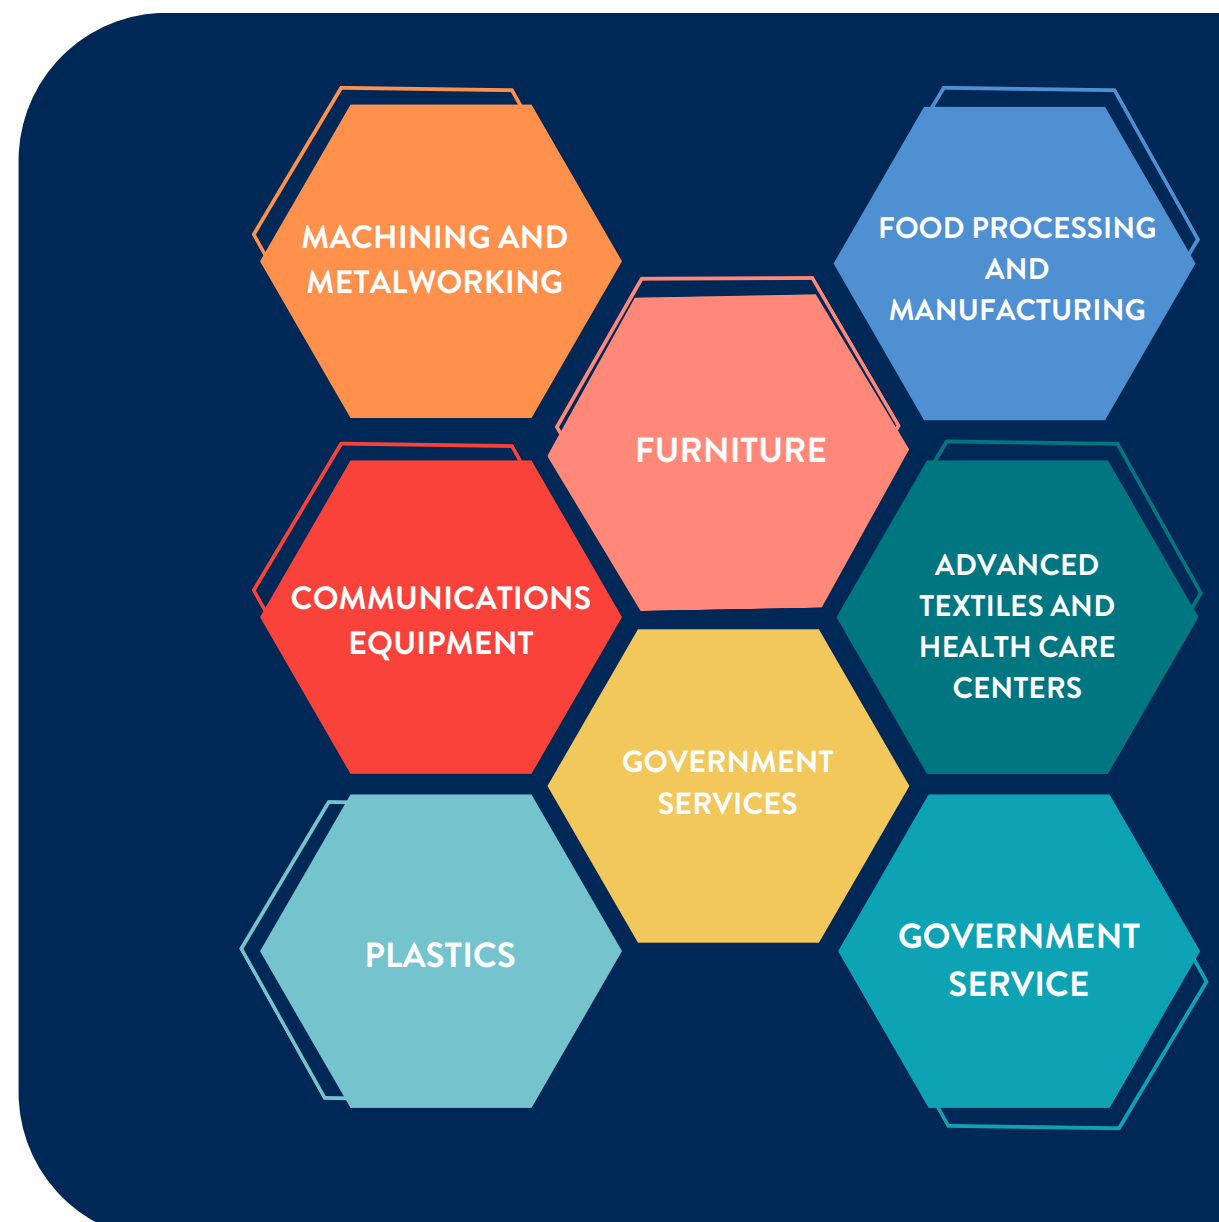 MACHINING AND
METALWORKING
FOOD PROCESSING
AND
MANUFACTURING
FURNITURE
COMMUNICATIONS
EQUIPMENT
ADVANCED
TEXTILES AND
HEALTH CARE
CENTERS
GOVERNMENT
SERVICES
PLASTICS
GOVERNMENT
SERVICE